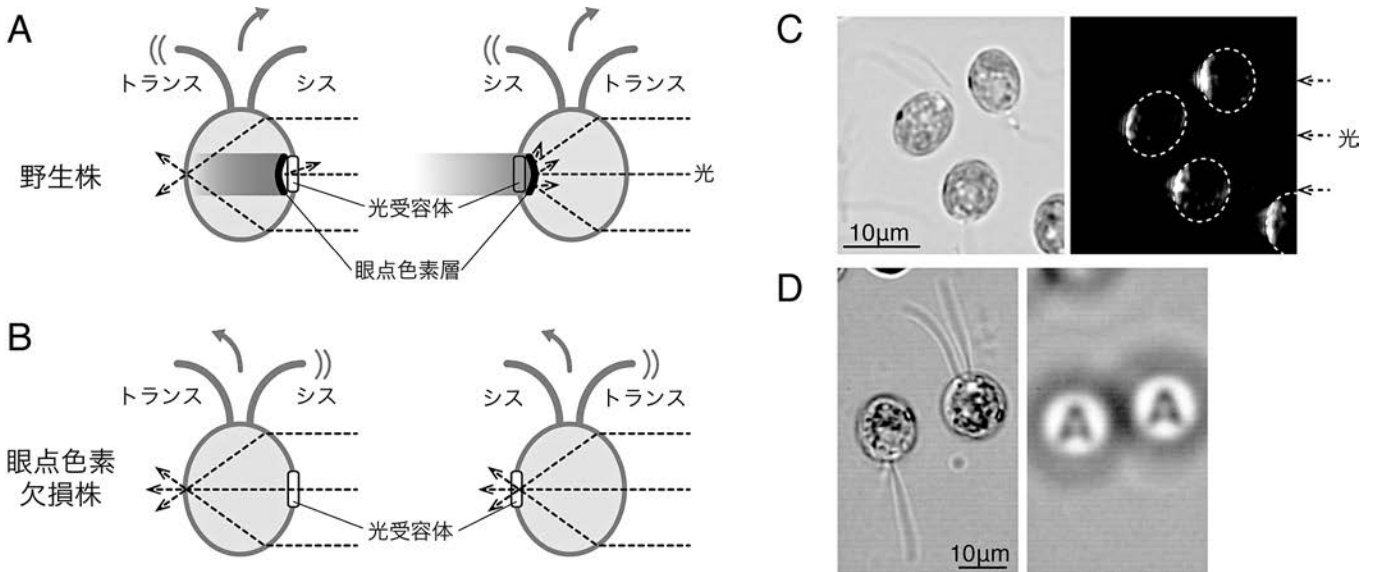 A
トランス
シス
シス
トランス
野生株
光
光受容体
眼点色素層
B
トランス
シス
シス
トランス
眼点色素
欠損株
光受容体
C
10μm
光
D
10μm
A
A